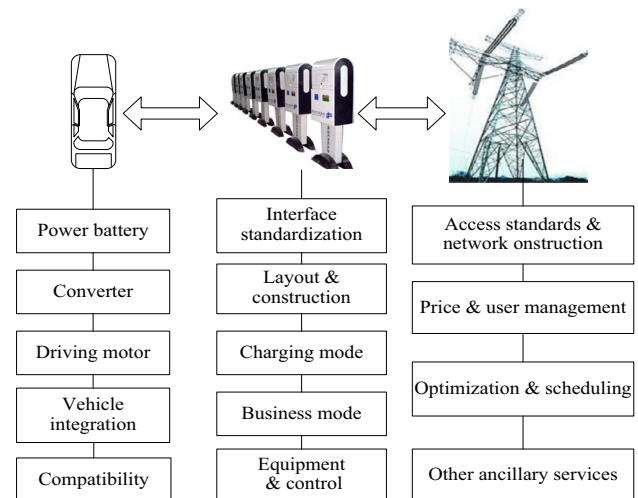 Power battery
Converter
Driving motor
Vehicle
integration
Compatibility
Interface
standardization
Layout &
construction
Charging mode
Business mode
Equipment
& control
Access standards &
network onstruction
Price & user management
Optimization & scheduling
Other ancillary services